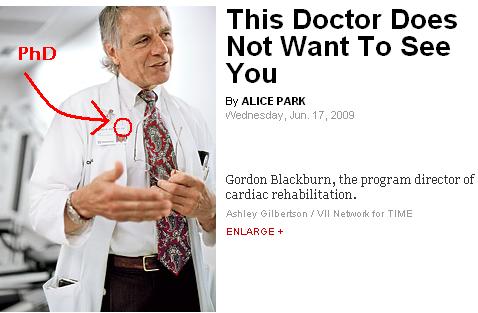 PhD
This Doctor Does
Not Want To See
You
By ALICE PARK
Wednesday, Jun. 17, 2009
Gordon Blackburn, the program director of
cardiac rehabilitation.
Ashley Gilbertson / VII Network for TIME
ENLARGE +